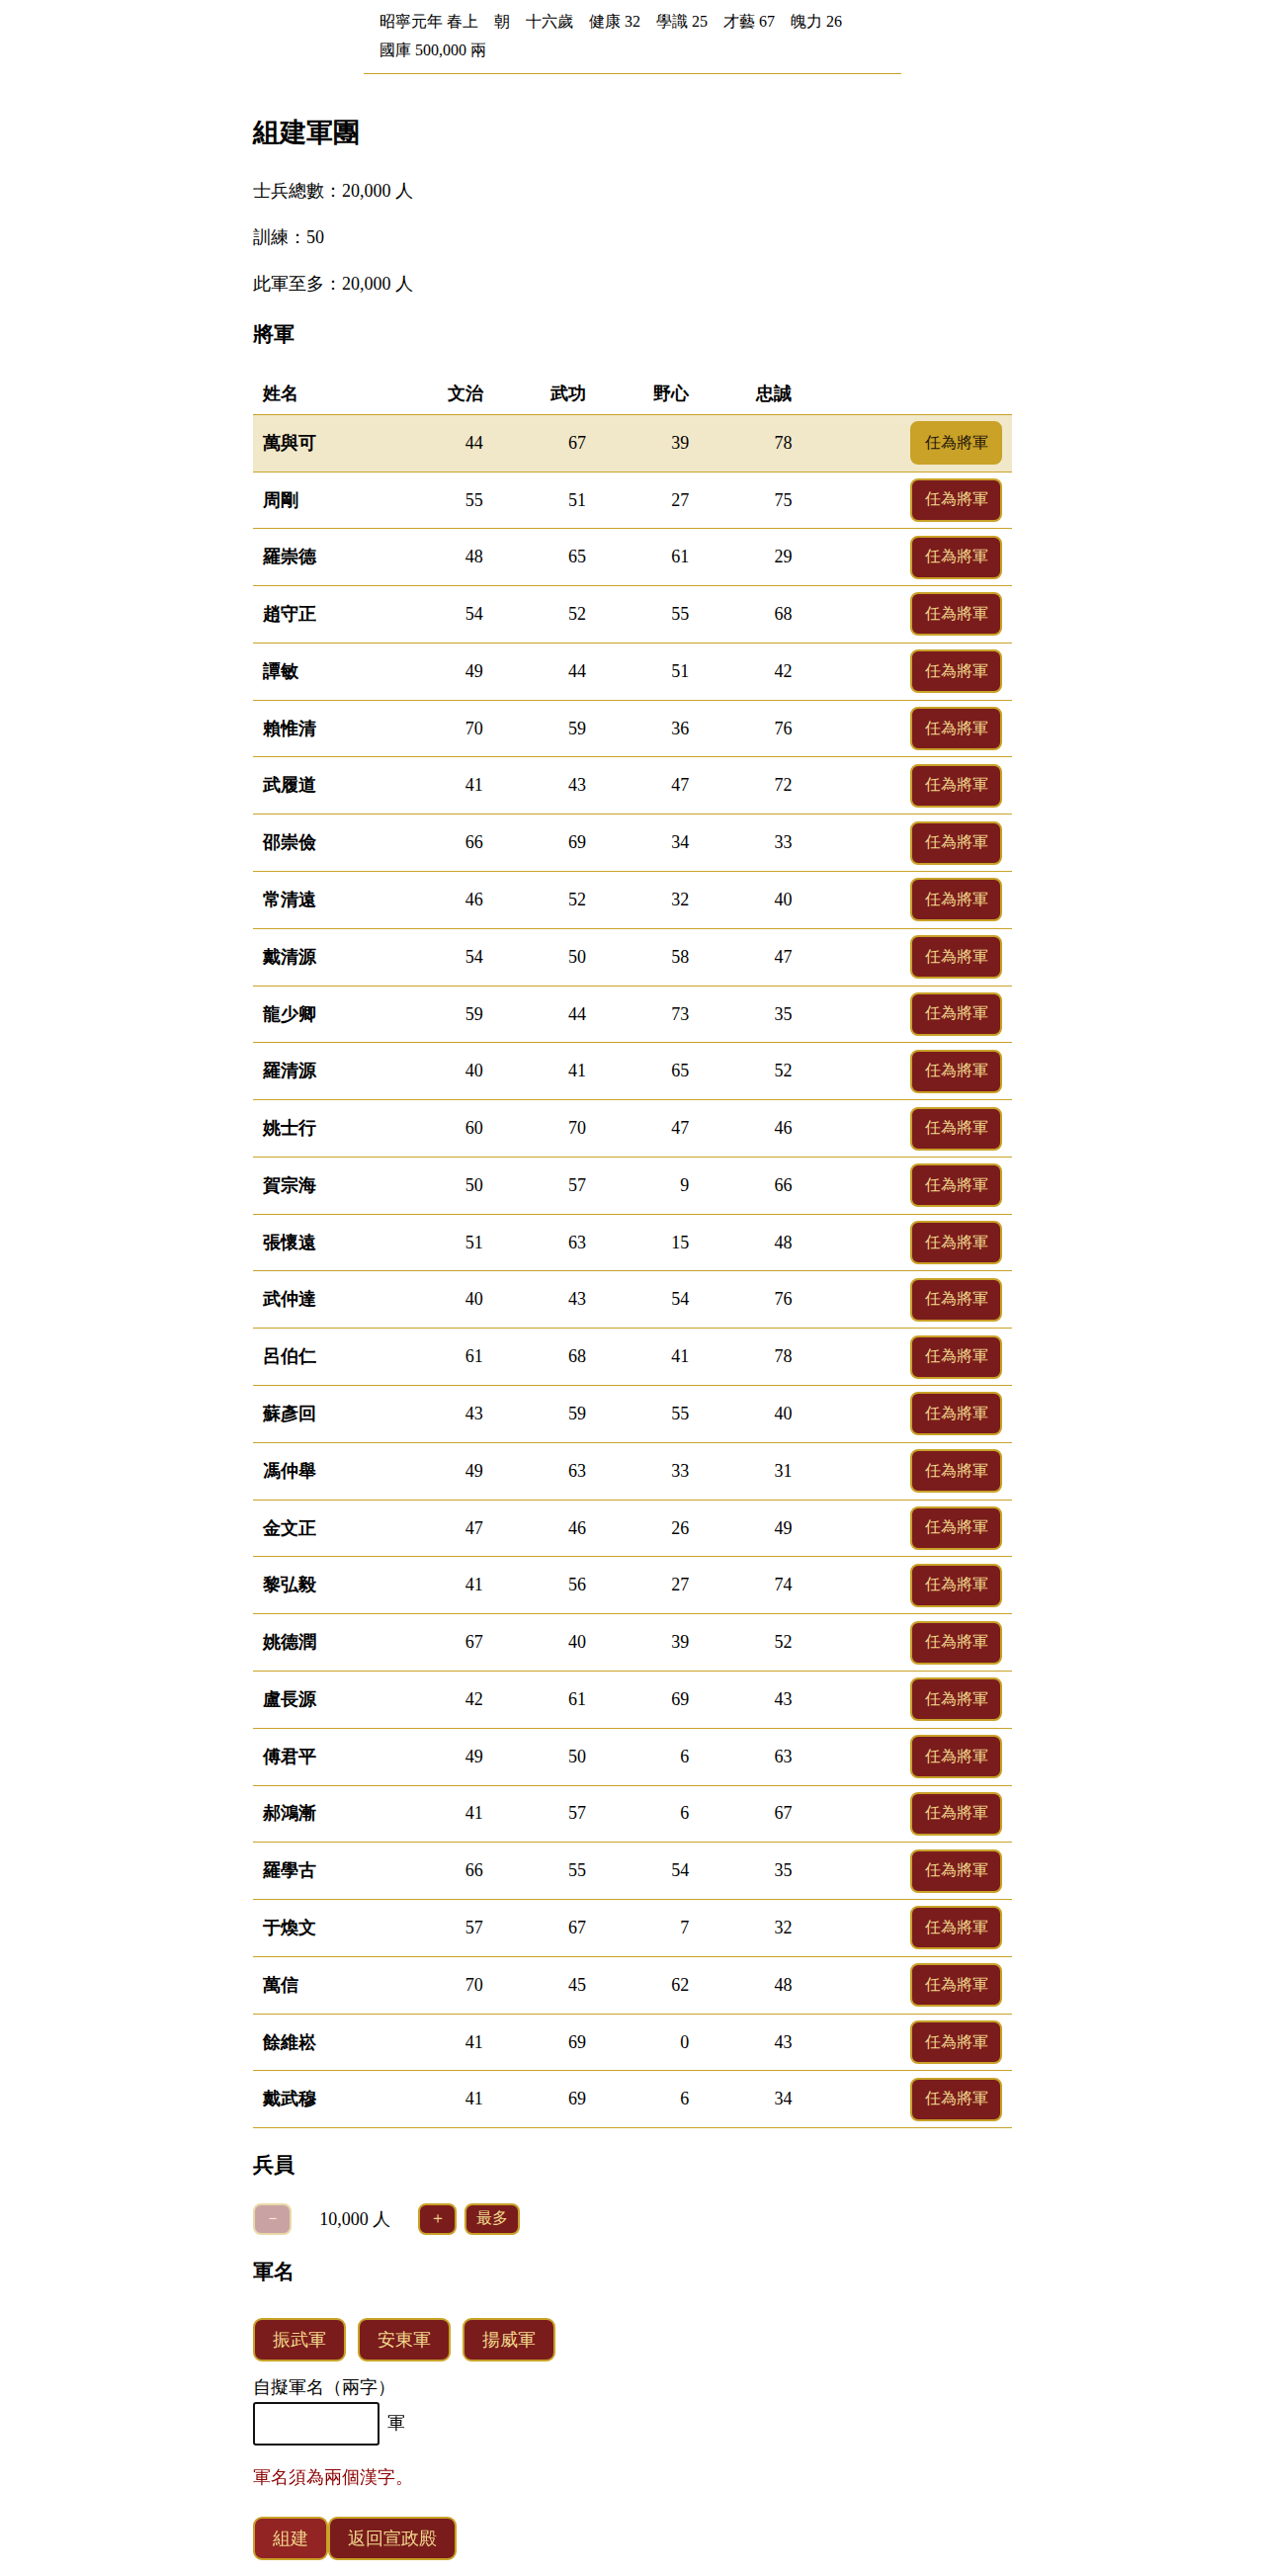 昭寧元年 春上　朝　十六歲　健康 32　學識 25　才藝 67　魄力 26
國庫 500,000 兩
組建軍團
士兵總數：20,000 人
訓練：50
此軍至多：20,000 人
將軍
姓名 文治 武功 野心 忠誠
萬與可 44 67 39 78 任為將軍
周剛 55 51 27 75 任為將軍
羅崇德 48 65 61 29 任為將軍
趙守正 54 52 55 68 任為將軍
譚敏 49 44 51 42 任為將軍
賴惟清 70 59 36 76 任為將軍
武履道 41 43 47 72 任為將軍
邵崇儉 66 69 34 33 任為將軍
常清遠 46 52 32 40 任為將軍
戴清源 54 50 58 47 任為將軍
龍少卿 59 44 73 35 任為將軍
羅清源 40 41 65 52 任為將軍
姚士行 60 70 47 46 任為將軍
賀宗海 50 57 9 66 任為將軍
張懷遠 51 63 15 48 任為將軍
武仲達 40 43 54 76 任為將軍
呂伯仁 61 68 41 78 任為將軍
蘇彥回 43 59 55 40 任為將軍
馮仲舉 49 63 33 31 任為將軍
金文正 47 46 26 49 任為將軍
黎弘毅 41 56 27 74 任為將軍
姚德潤 67 40 39 52 任為將軍
盧長源 42 61 69 43 任為將軍
傅君平 49 50 6 63 任為將軍
郝鴻漸 41 57 6 67 任為將軍
羅學古 66 55 54 35 任為將軍
于煥文 57 67 7 32 任為將軍
萬信 70 45 62 48 任為將軍
餘維崧 41 69 0 43 任為將軍
戴武穆 41 69 6 34 任為將軍
兵員
－ 10,000 人 ＋ 最多
軍名
振武軍 安東軍 揚威軍
自擬軍名（兩字）
軍
軍名須為兩個漢字。
組建 返回宣政殿